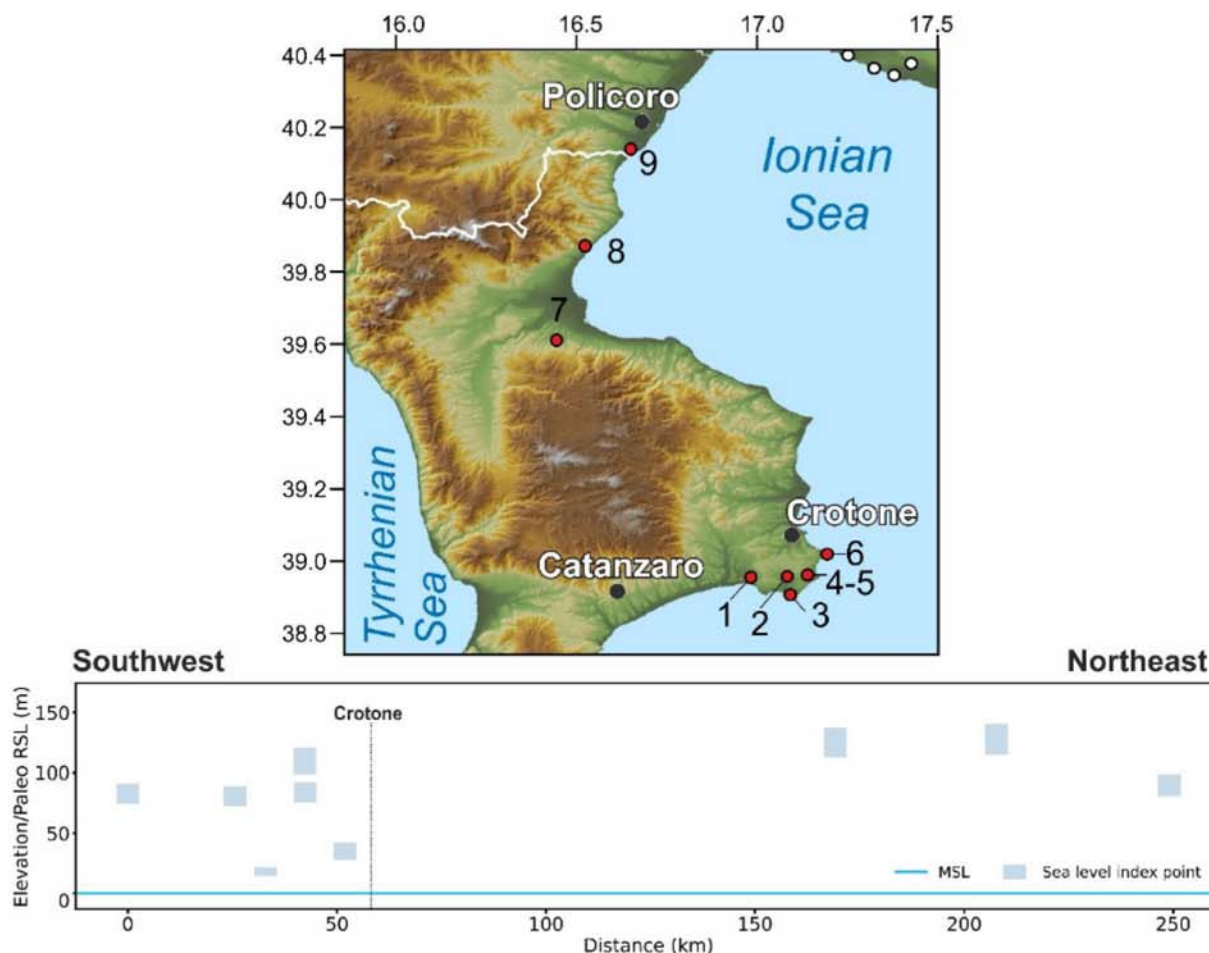 16.0 16.5 17.0 17.5
40.4
Policoro
40.2
Ionian
Sea
9
40.0
8
39.8
7
39.6
39.4
Tyrrhenian
Sea
39.2
Crotone
6
39.0
Catanzaro
4-5
1 2 3
38.8
Southwest Northeast
Crotone
Elevation/Paleo RSL (m)
150
100
50
0
MSL Sea level index point
0 50 100 150 200 250
Distance (km)